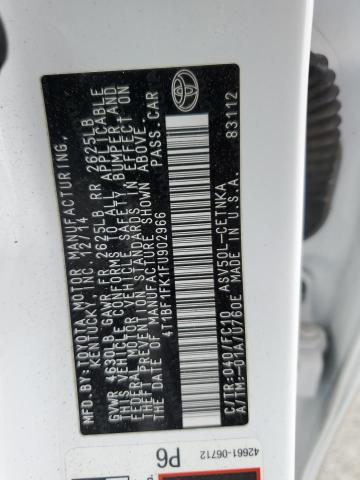 MFD. BY:TOYOTA MOTOR MANUFACTURING,
KENTUCKY, INC. 12/14
GVWR 4630LB GAWR FR 2625LB RR 2625LB
THIS VEHICLE CONFORMS TO ALL APPLICABLE
FEDERAL MOTOR VEHICLE SAFETY, BUMPER, AND
THEFT PREVENTION STANDARDS IN EFFECT ON
THE DATE OF MANUFACTURE SHOWN ABOVE.
4T1BF1FK1FU902966 PASS.CAR
C/TR:040/FC10 ASV50L-CETNKA
A/TM:-01A/U760E MADE IN U.S.A. 83112
42661-06712
P6